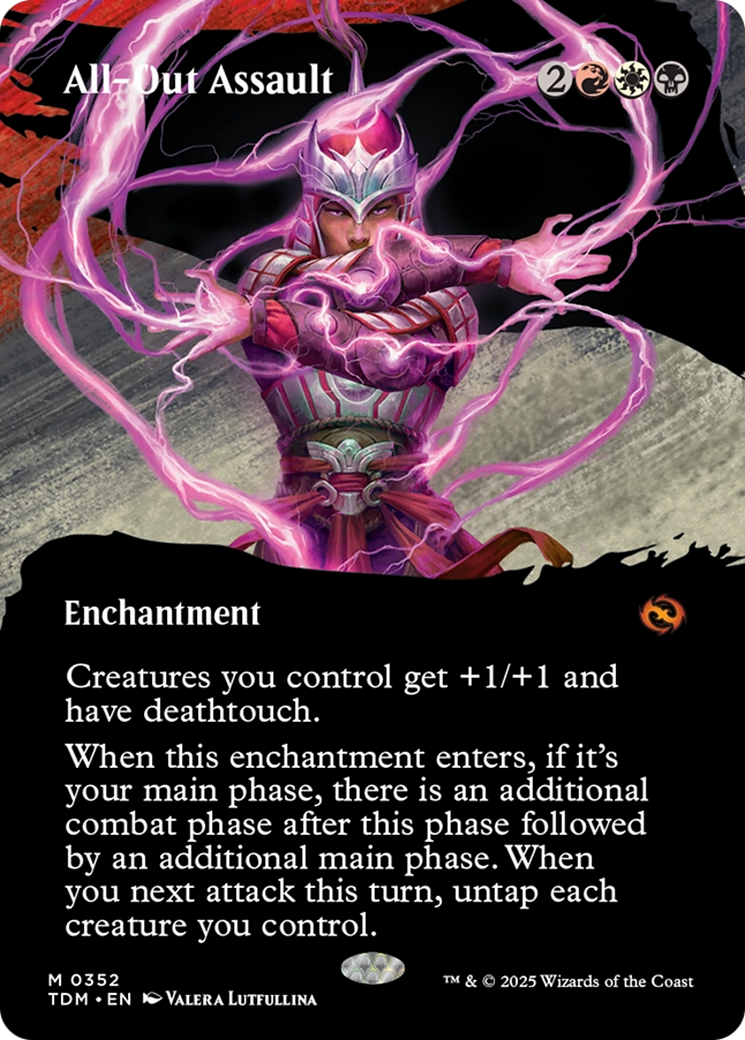 All-Out Assault 2
Enchantment
Creatures you control get +1/+1 and
have deathtouch.
When this enchantment enters, if it's
your main phase, there is an additional
combat phase after this phase followed
by an additional main phase. When
you next attack this turn, untap each
creature you control.
M 0352
TDM • EN VALERA LUTFULLINA
™ & © 2025 Wizards of the Coast